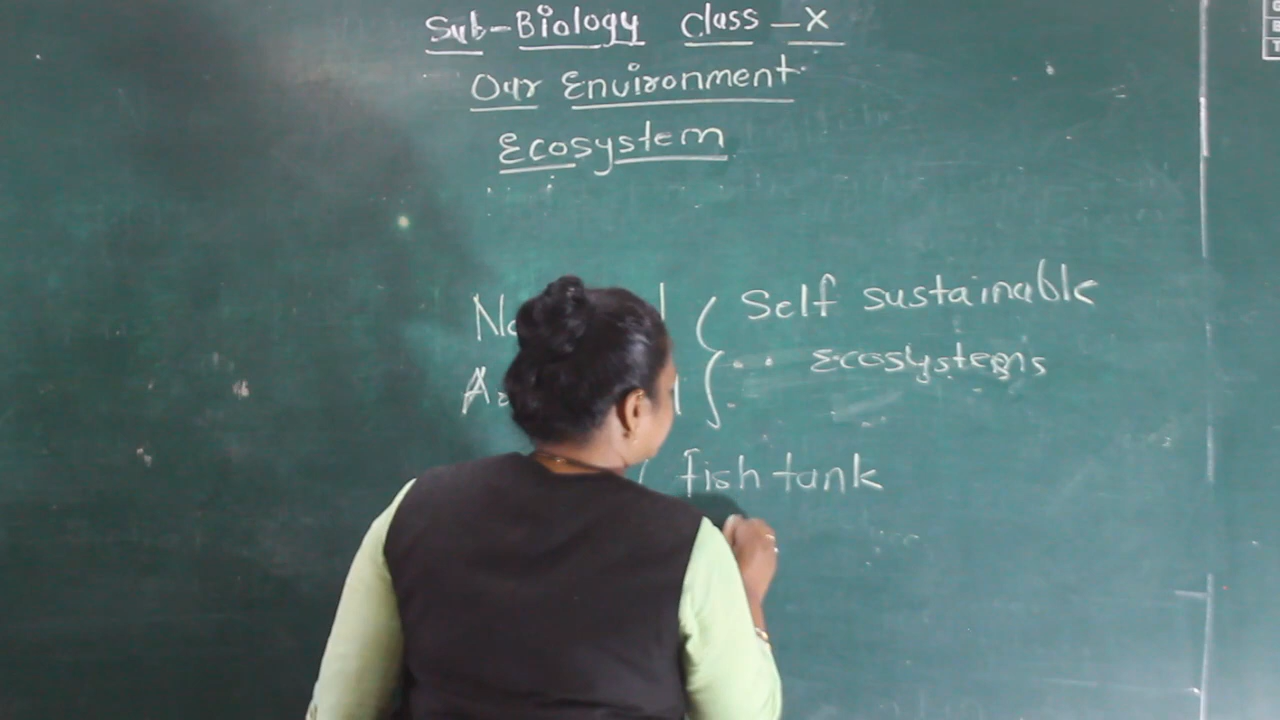 Sub-Biology Class-X
Our Environment
Ecosystem
Self sustainable
Ecosystems
fish tank